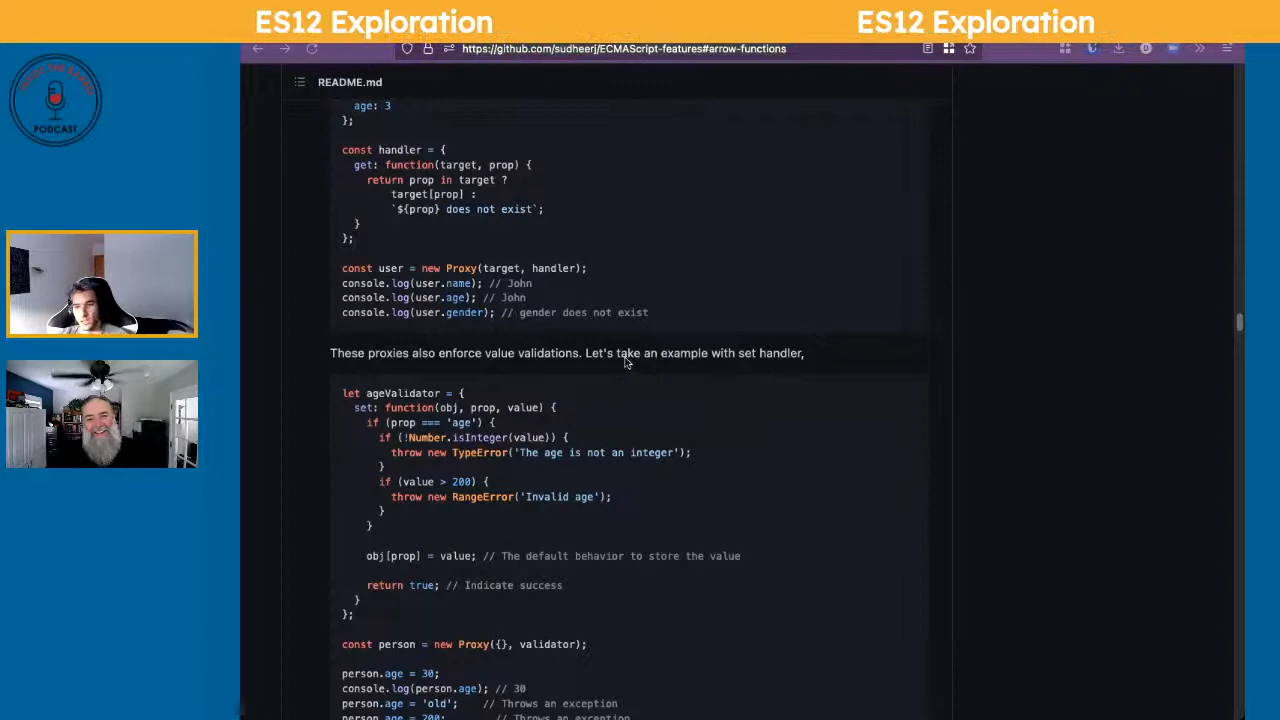 ES12 Exploration
ES12 Exploration
https://github.com/sudheerj/ECMAScript-features#arrow-functions
PODCAST
README.md
age: 3
};
const handler = {
get: function(target, prop) {
return prop in target ?
target[prop] :
`${prop} does not exist`;
}
};
const user = new Proxy(target, handler);
console.log(user.name); // John
console.log(user.age); // John
console.log(user.gender); // gender does not exist
These proxies also enforce value validations. Let's take an example with set handler,
let ageValidator = {
set: function(obj, prop, value) {
if (prop === 'age') {
if (!Number.isInteger(value)) {
throw new TypeError('The age is not an integer');
}
if (value > 200) {
throw new RangeError('Invalid age');
}
}
obj[prop] = value; // The default behavior to store the value
return true; // Indicate success
}
};
const person = new Proxy({}, validator);
person.age = 30;
console.log(person.age); // 30
person.age = 'old'; // Throws an exception
person.age = 200; // Throws an exception